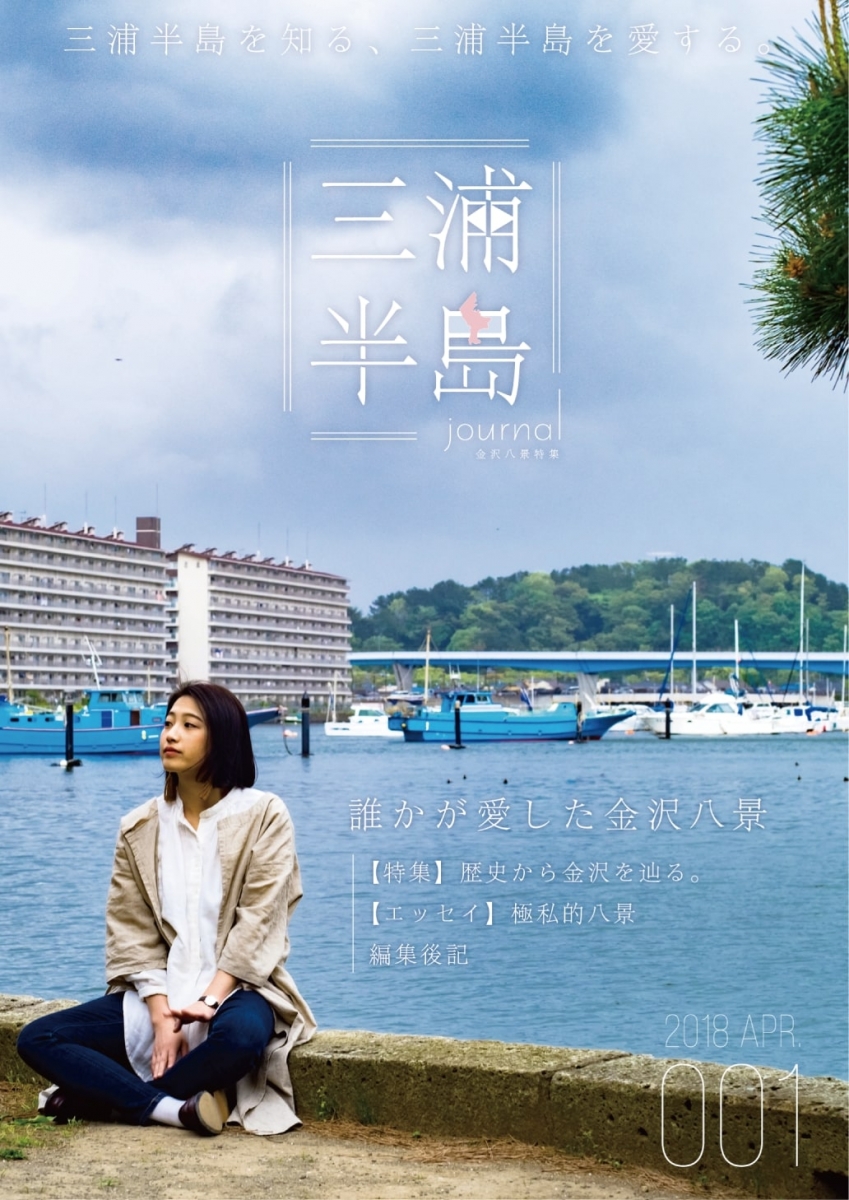 三浦半島を知る、三浦半島を愛する。
三浦
半島
journal
金沢八景特集
誰かが愛した金沢八景
【特集】歴史から金沢を辿る。
【エッセイ】極私的八景
編集後記
2018 APR.
001